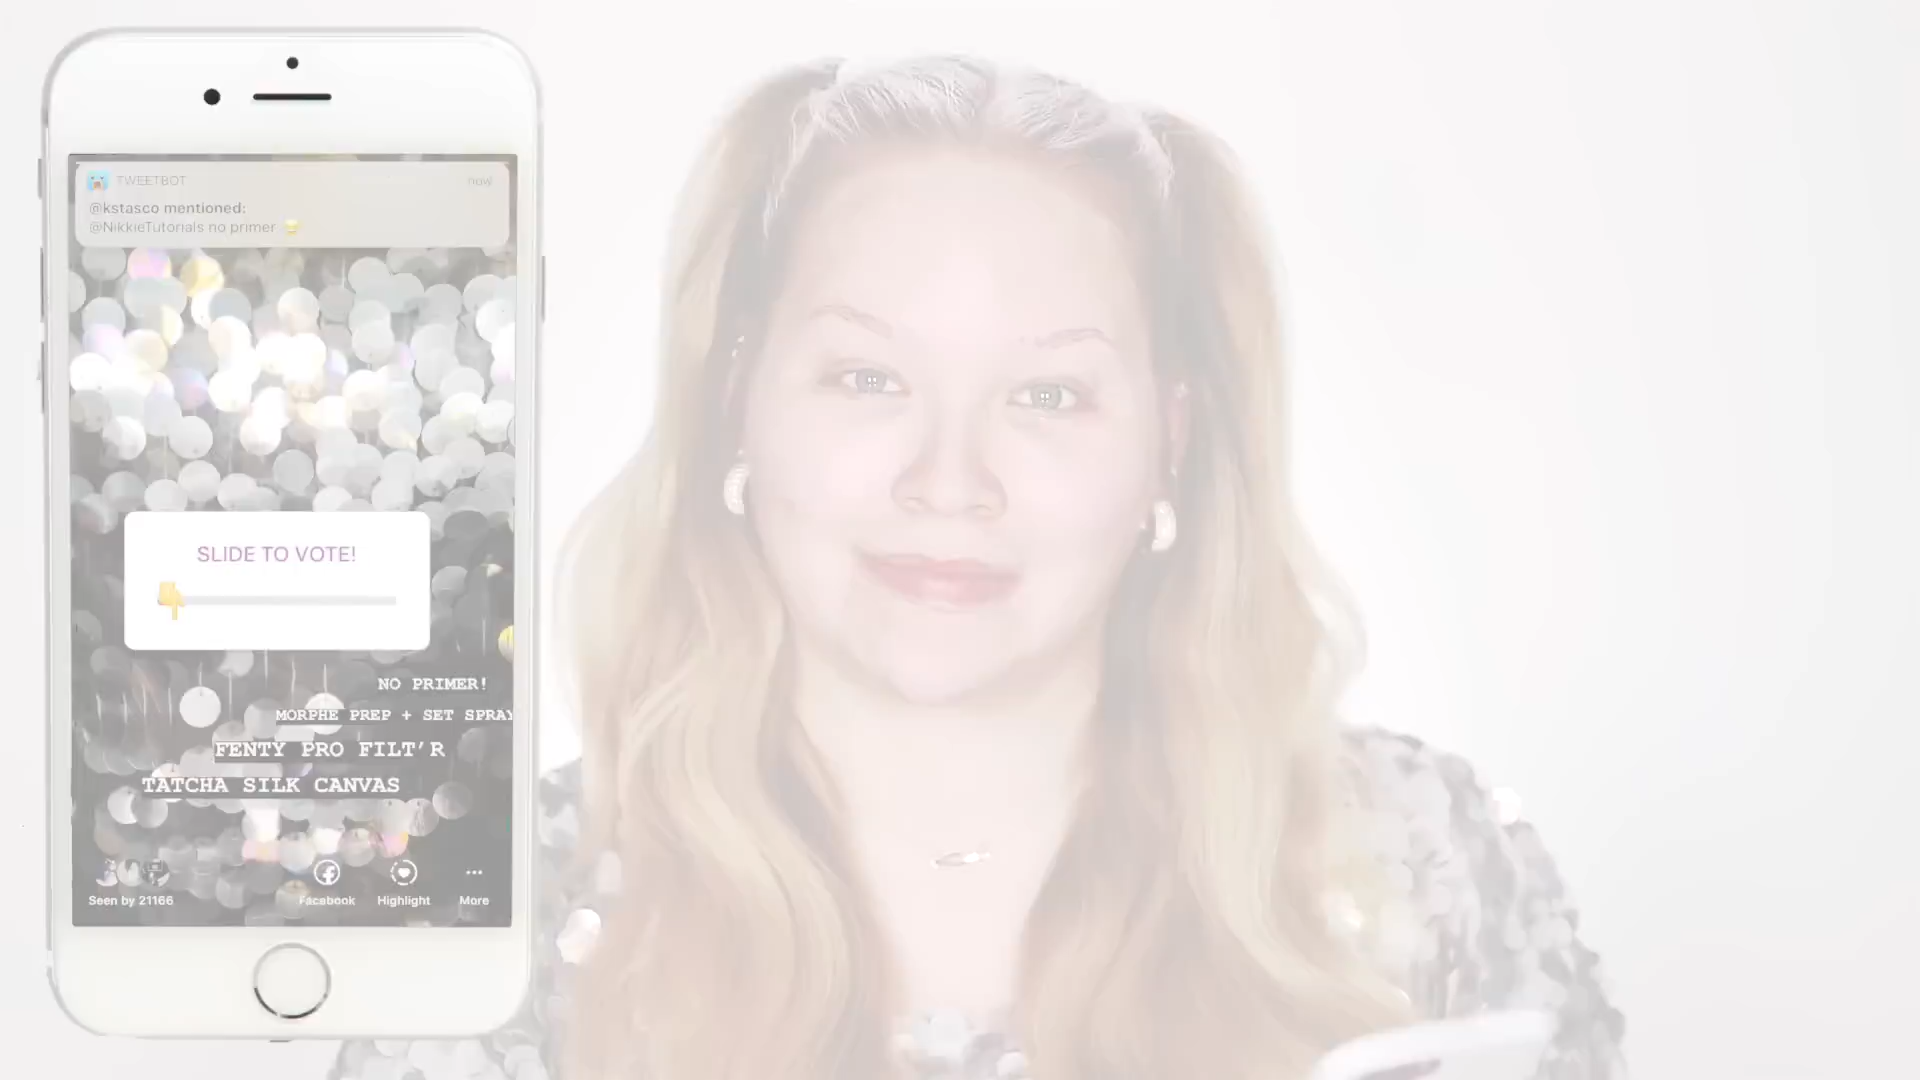 TWEETBOT now
@kstasco mentioned:
@NikkieTutorials no primer 😂
SLIDE TO VOTE!
NO PRIMER!
MORPHE PREP + SET SPRAY
FENTY PRO FILT'R
TATCHA SILK CANVAS
Facebook Highlight More
Seen by 21166